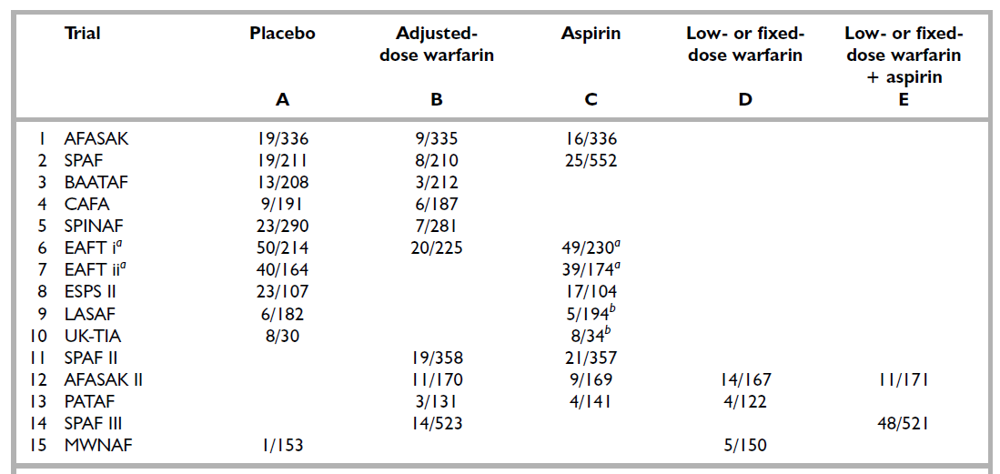 Trial Placebo Adjusted- Aspirin Low- or fixed- Low- or fixed-
dose warfarin dose warfarin dose warfarin
+ aspirin
A B C D E
1 AFASAK 19/336 9/335 16/336
2 SPAF 19/211 8/210 25/552
3 BAATAF 13/208 3/212
4 CAFA 9/191 6/187
5 SPINAF 23/290 7/281
6 EAFT iᵃ 50/214 20/225 49/230ᵃ
7 EAFT iiᵃ 40/164 39/174ᵃ
8 ESPS II 23/107 17/104
9 LASAF 6/182 5/194ᵇ
10 UK-TIA 8/30 8/34ᵇ
11 SPAF II 19/358 21/357
12 AFASAK II 11/170 9/169 14/167 11/171
13 PATAF 3/131 4/141 4/122
14 SPAF III 14/523 48/521
15 MWNAF 1/153 5/150